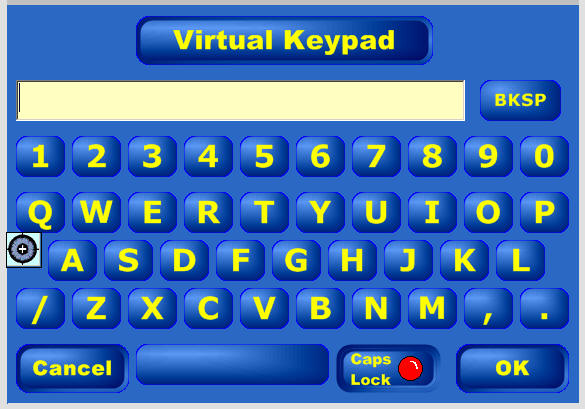 Virtual Keypad
BKSP
1 2 3 4 5 6 7 8 9 0
Q W E R T Y U I O P
A S D F G H J K L
/ Z X C V B N M , .
Cancel
Caps
Lock
OK